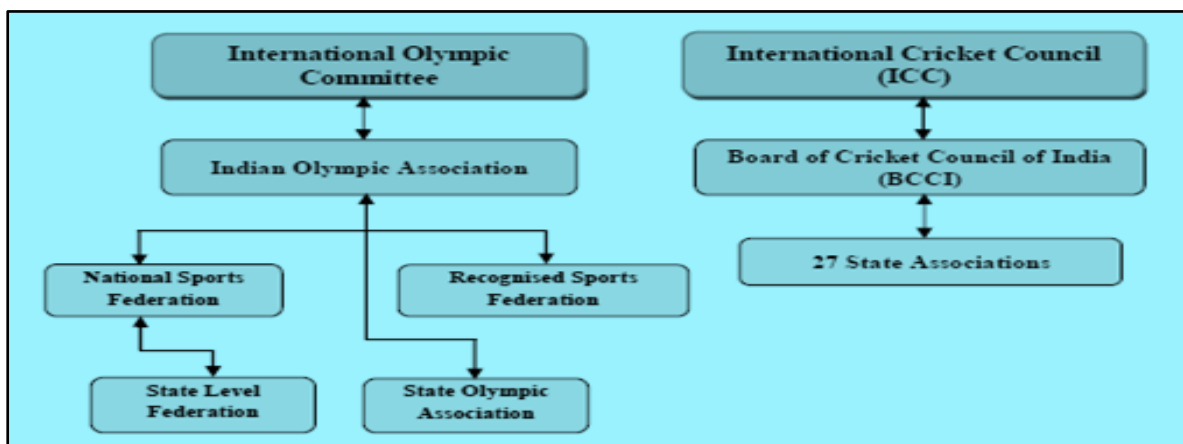 International Olympic
Committee
Indian Olympic Association
National Sports
Federation
Recognised Sports
Federation
State Level
Federation
State Olympic
Association
International Cricket Council
(ICC)
Board of Cricket Council of India
(BCCI)
27 State Associations